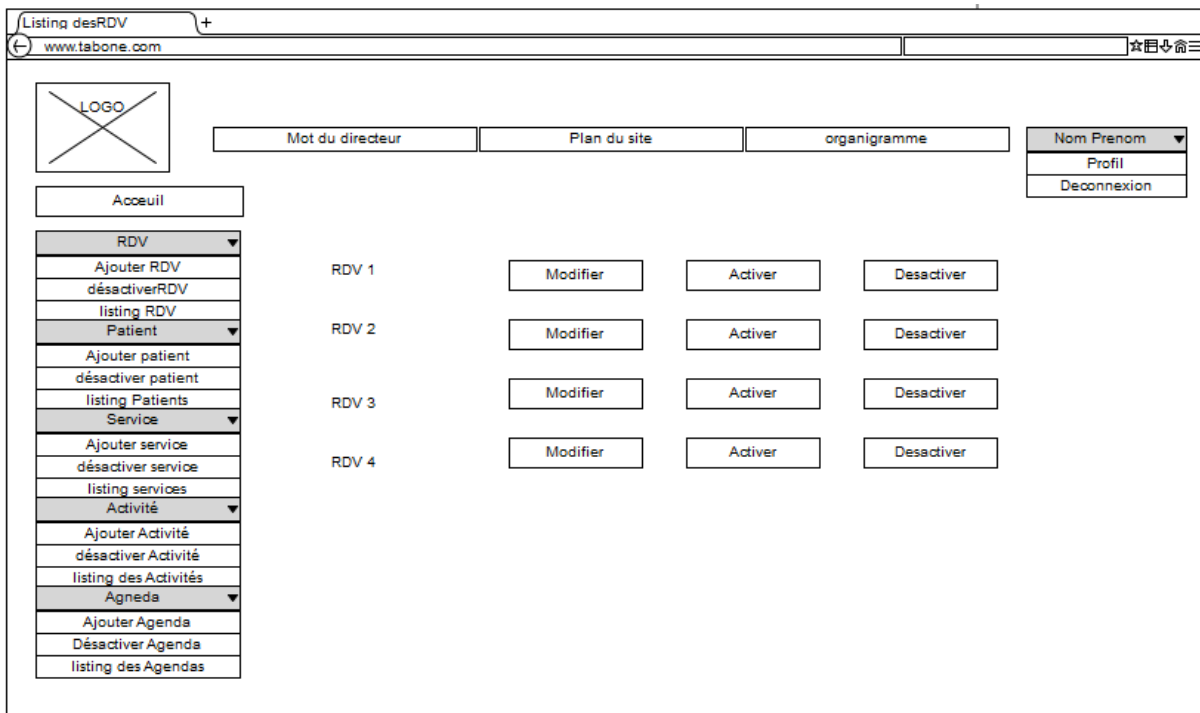 Listing desRDV +
www.tabone.com
LOGO
Mot du directeur
Plan du site
organigramme
Nom Prenom
Profil
Deconnexion
Acceuil
RDV
Ajouter RDV
désactiverRDV
listing RDV
Patient
Ajouter patient
désactiver patient
listing Patients
Service
Ajouter service
désactiver service
listing services
Activité
Ajouter Activité
désactiver Activité
listing des Activités
Agneda
Ajouter Agenda
Désactiver Agenda
listing des Agendas
RDV 1 Modifier Activer Desactiver
RDV 2 Modifier Activer Desactiver
RDV 3 Modifier Activer Desactiver
RDV 4 Modifier Activer Desactiver